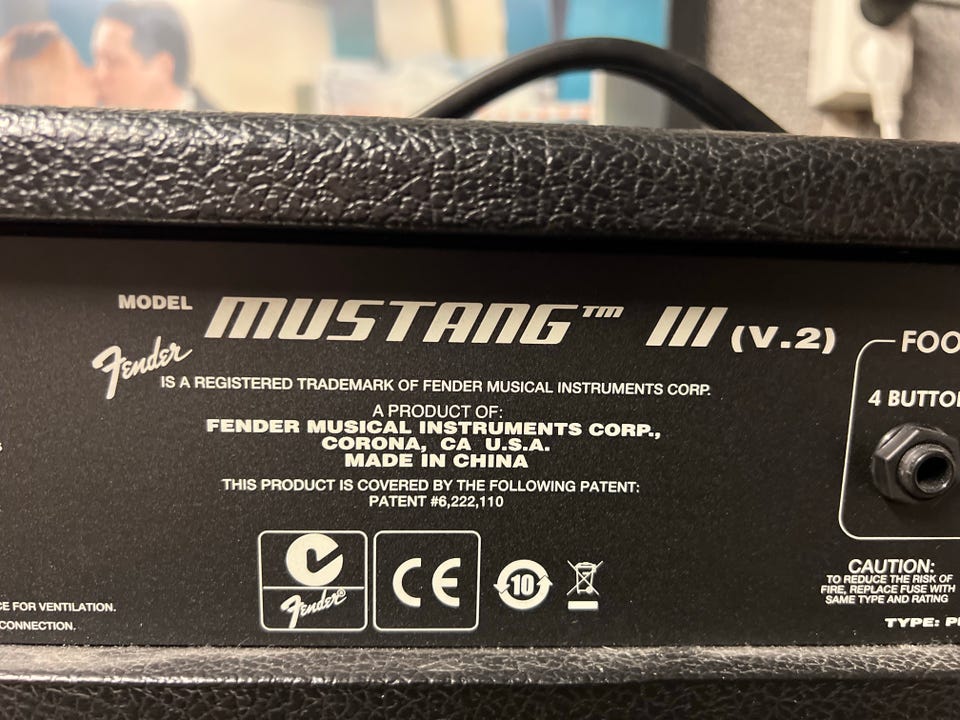 MODEL MUSTANG™ III (V.2)
Fender IS A REGISTERED TRADEMARK OF FENDER MUSICAL INSTRUMENTS CORP.
A PRODUCT OF:
FENDER MUSICAL INSTRUMENTS CORP.,
CORONA, CA U.S.A.
MADE IN CHINA
THIS PRODUCT IS COVERED BY THE FOLLOWING PATENT:
PATENT #6,222,110
Fender®
CE
10
FOR VENTILATION.
CONNECTION.
4
CAUTION:
TO REDUCE THE RISK OF
FIRE, REPLACE FUSE WITH
SAME TYPE AND RATING
TYPE: